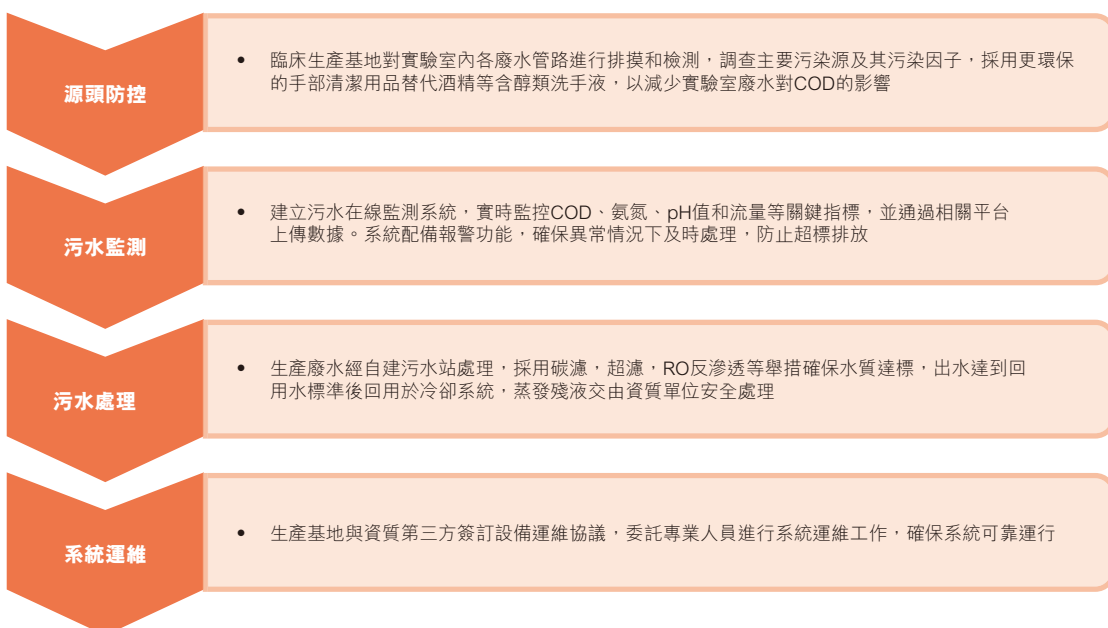 源頭防控
• 臨床生產基地對實驗室內各廢水管路進行排摸和檢測，調查主要污染源及其污染因子，採用更環保
的手部清潔用品替代酒精等含醇類洗手液，以減少實驗室廢水對COD的影響
污水監測
• 建立污水在線監測系統，實時監控COD、氨氮、pH值和流量等關鍵指標，並通過相關平台
上傳數據。系統配備報警功能，確保異常情況下及時處理，防止超標排放
污水處理
• 生產廢水經自建污水站處理，採用碳濾，超濾，RO反滲透等舉措確保水質達標，出水達到回
用水標準後回用於冷卻系統，蒸發殘液交由資質單位安全處理
系統運維
• 生產基地與資質第三方簽訂設備運維協議，委託專業人員進行系統運維工作，確保系統可靠運行